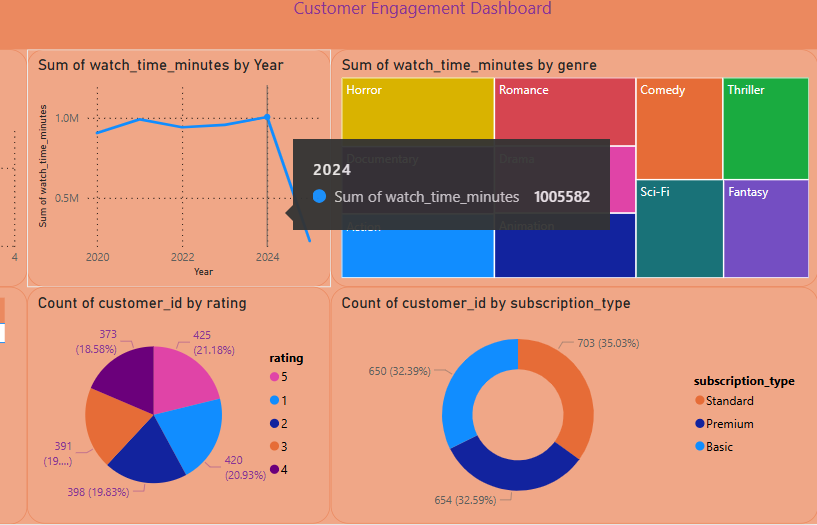 Customer Engagement Dashboard
Sum of watch_time_minutes by Year
Sum of watch_time_minutes
1.0M
0.5M
2020
2022
2024
Year
4
Sum of watch_time_minutes by genre
Horror
Romance
Comedy
Thriller
Documentary
Drama
Sci-Fi
Fantasy
Action
Animation
2024
Sum of watch_time_minutes 1005582
Count of customer_id by rating
373
(18.58%)
425
(21.18%)
391
(19....)
398 (19.83%)
420
(20.93%)
rating
5
1
2
3
4
Count of customer_id by subscription_type
703 (35.03%)
650 (32.39%)
654 (32.59%)
subscription_type
Standard
Premium
Basic